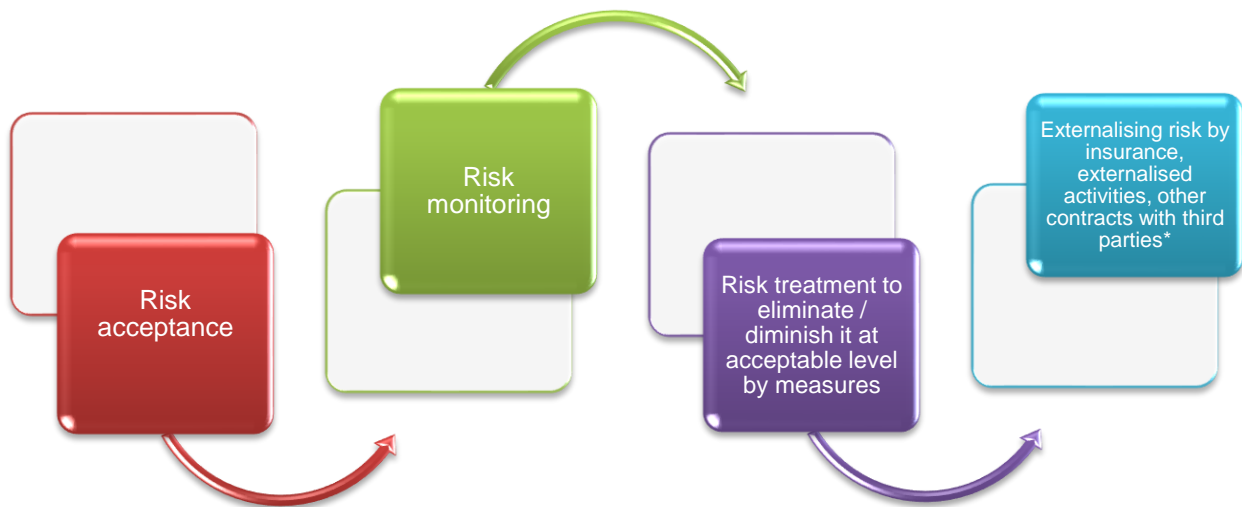 Risk
acceptance
Risk
monitoring
Risk treatment to
eliminate /
diminish it at
acceptable level
by measures
Externalising risk by
insurance,
externalised
activities, other
contracts with third
parties*